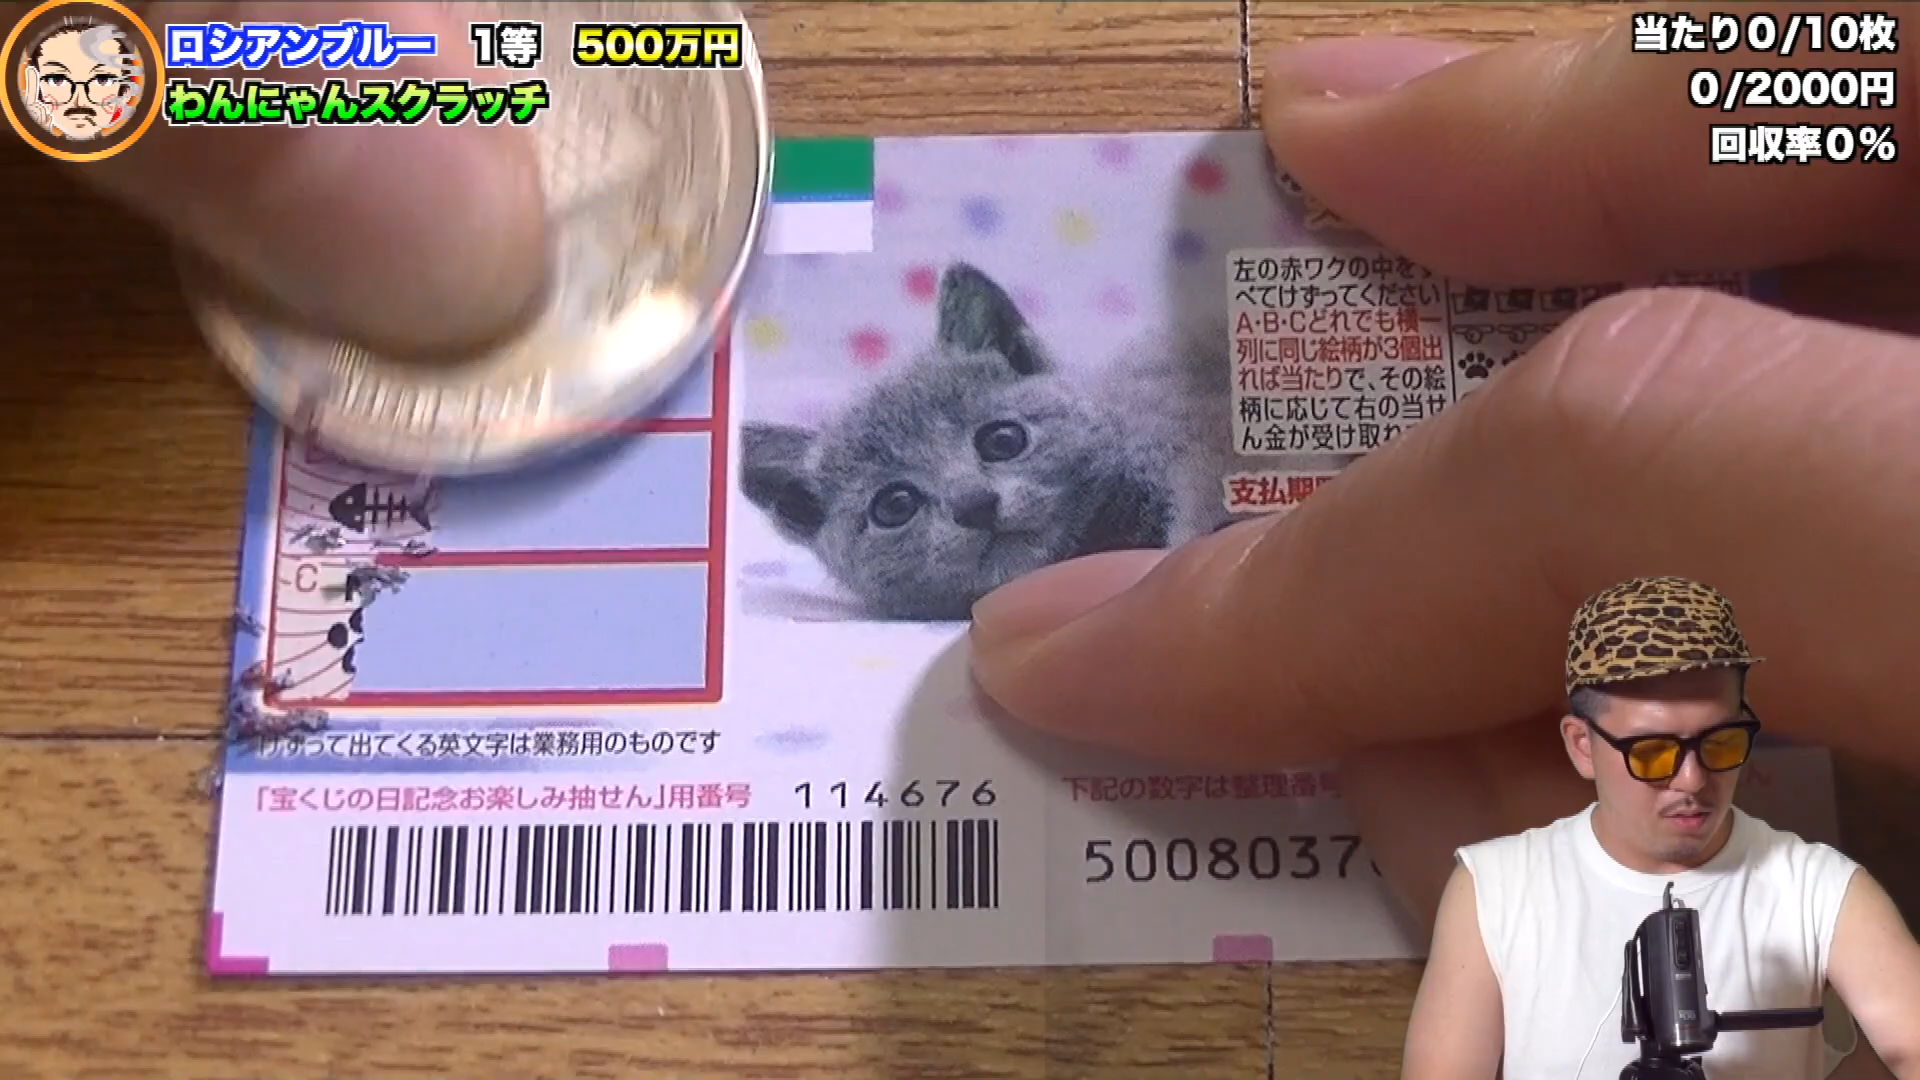 ロシアンブルー 1等 500万円
わんにゃんスクラッチ
当たり0/10枚
0/2000円
回収率0%
左の赤ワクの中をす
べてけずってください
A・B・Cどれでも横一
列に同じ絵柄が3個出
れば当たりで、その絵
柄に応じて右の当せ
ん金が受け取れ
支払期
C
けずって出てくる英文字は業務用のものです
「宝くじの日記念お楽しみ抽せん」用番号 114676
下記の数字は整理番号
5008037